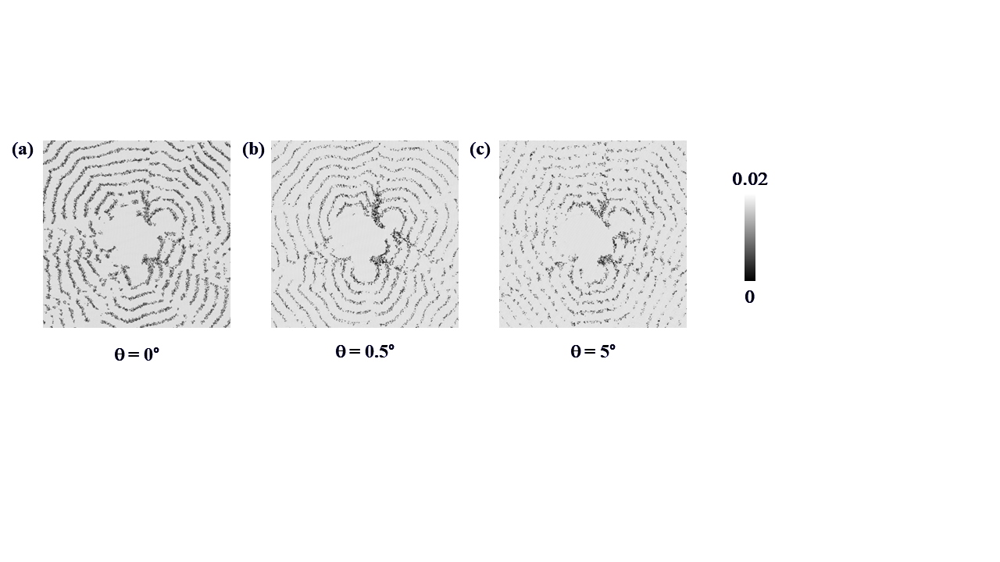 (a)
(b)
(c)
0.02
0
θ = 0°
θ = 0.5°
θ = 5°